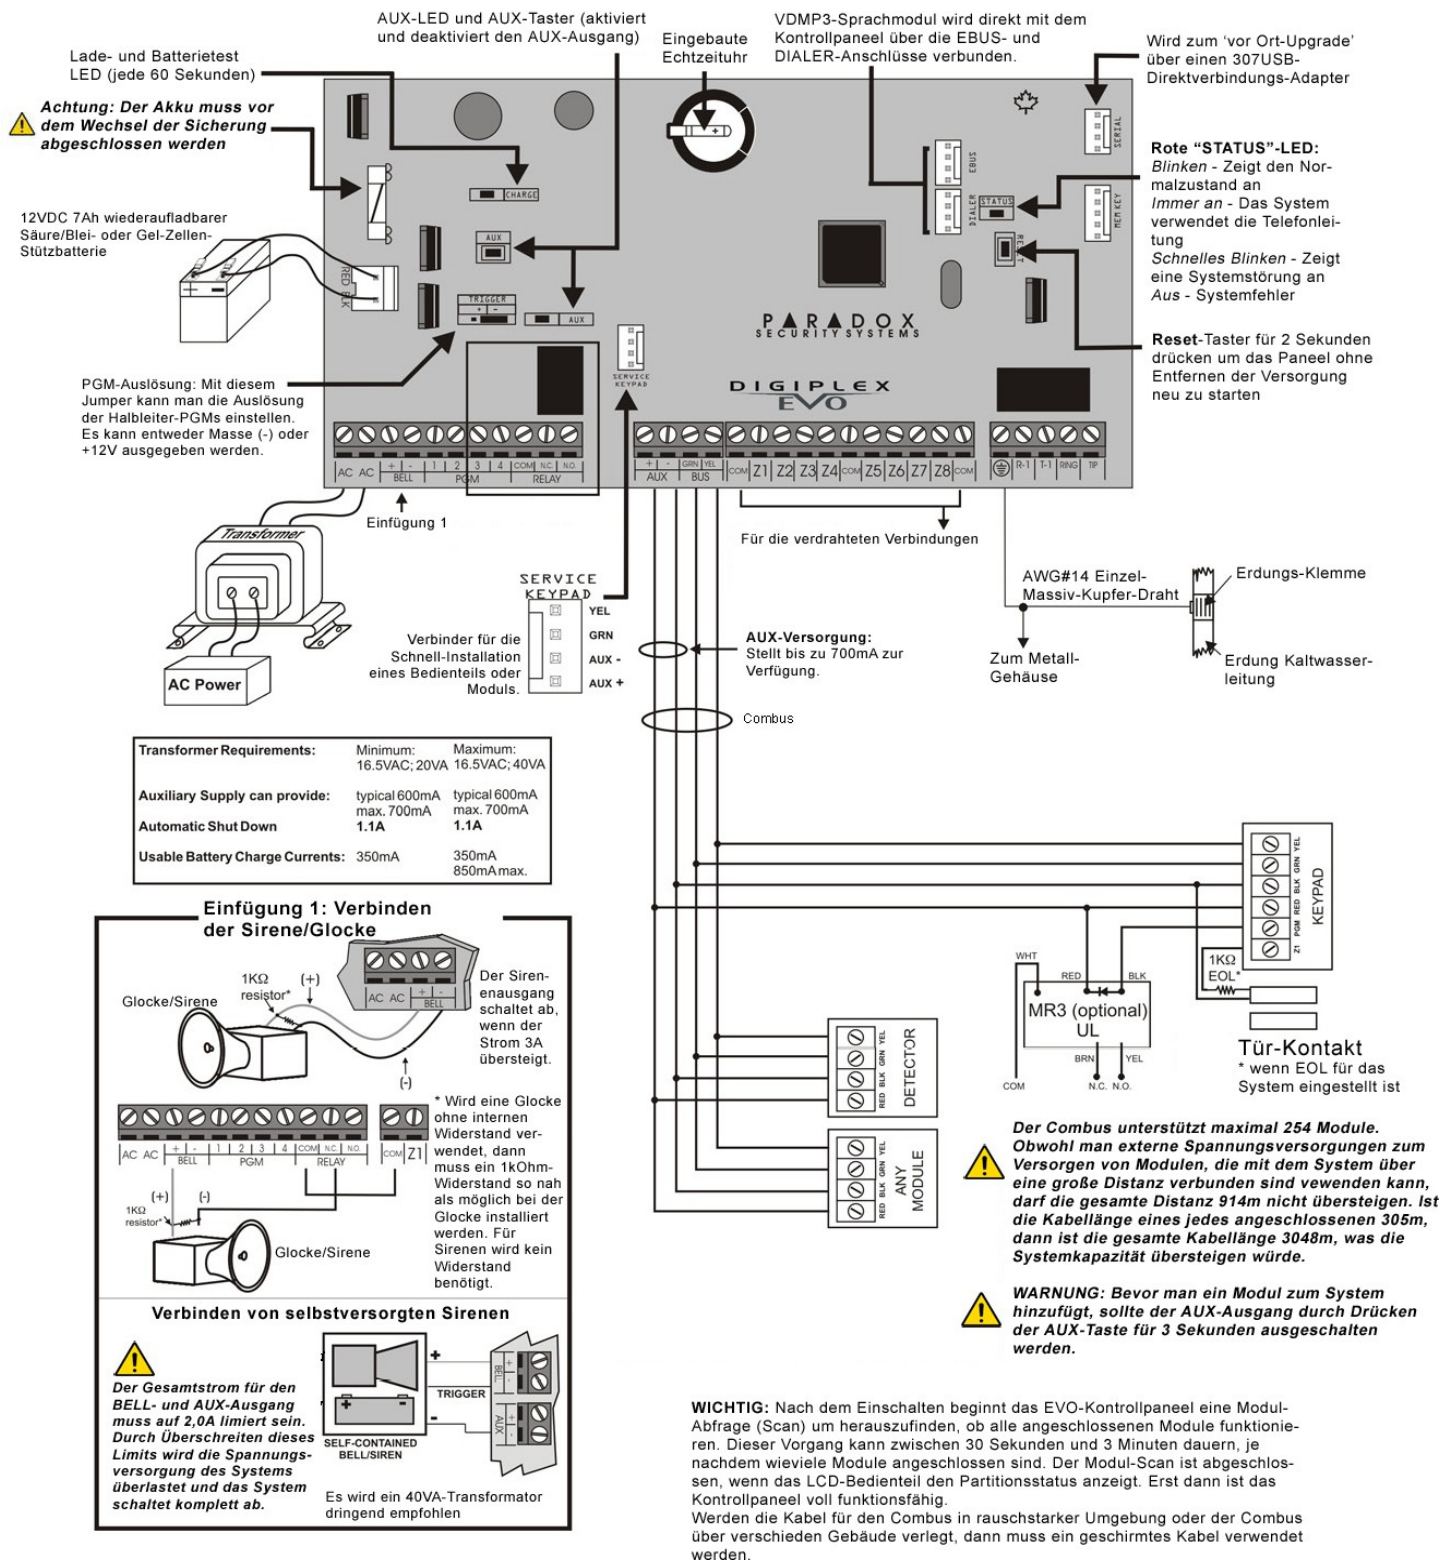 AUX-LED und AUX-Taster (aktiviert
und deaktiviert den AUX-Ausgang)
Eingebaute
Echtzeituhr
VDMP3-Sprachmodul wird direkt mit dem
Kontrollpaneel über die EBUS- und
DIALER-Anschlüsse verbunden.
Wird zum ‘vor Ort-Upgrade’
über einen 307USB-
Direktverbindungs-Adapter
Lade- und Batterietest
LED (jede 60 Sekunden)
Achtung: Der Akku muss vor
dem Wechsel der Sicherung
abgeschlossen werden
12VDC 7Ah wiederaufladbarer
Säure/Blei- oder Gel-Zellen-
Stützbatterie
Rote “STATUS”-LED:
Blinken - Zeigt den Nor-
malzustand an
Immer an - Das System
verwendet die Telefonlei-
tung
Schnelles Blinken - Zeigt
eine Systemstörung an
Aus - Systemfehler
Reset-Taster für 2 Sekunden
drücken um das Paneel ohne
Entfernen der Versorgung
neu zu starten
PGM-Auslösung: Mit diesem
Jumper kann man die Auslösung
der Halbleiter-PGMs einstellen.
Es kann entweder Masse (-) oder
+12V ausgegeben werden.
CHARGE
AUX
TRIGGER
+ -
AUX
RED BLK
SERVICE
KEYPAD
EBUS
DIALER
STATUS
RESET
SERIAL
MEM KEY
PARADOX
SECURITY SYSTEMS
DIGIPLEX
EVO
AC AC + - 1 2 3 4 COM N.C. N.O.
BELL PGM RELAY
+ - GRN YEL
AUX BUS
COM Z1 Z2 Z3 Z4 COM Z5 Z6 Z7 Z8 COM
R-1 T-1 RING TIP
Einfügung 1
Für die verdrahteten Verbindungen
Transformer
AC Power
SERVICE
KEYPAD
YEL
GRN
AUX -
AUX +
Verbinder für die
Schnell-Installation
eines Bedienteils oder
Moduls.
AUX-Versorgung:
Stellt bis zu 700mA zur
Verfügung.
Combus
AWG#14 Einzel-
Massiv-Kupfer-Draht
Zum Metall-
Gehäuse
Erdungs-Klemme
Erdung Kaltwasser-
leitung
Transformer Requirements: Minimum: Maximum:
16.5VAC; 20VA 16.5VAC; 40VA
Auxiliary Supply can provide: typical 600mA typical 600mA
max. 700mA max. 700mA
Automatic Shut Down 1.1A 1.1A
Usable Battery Charge Currents: 350mA 350mA
850mA max.
Einfügung 1: Verbinden
der Sirene/Glocke
Glocke/Sirene
1KΩ
resistor*
(+)
(-)
AC AC + -
BELL
Der Siren-
enausgang
schaltet ab,
wenn der
Strom 3A
übersteigt.
AC AC + - 1 2 3 4 COM N.C. N.O.
BELL PGM RELAY
COM Z1
(+) (-)
1KΩ
resistor*
Glocke/Sirene
* Wird eine Glocke
ohne internen
Widerstand ver-
wendet, dann
muss ein 1kOhm-
Widerstand so nah
als möglich bei der
Glocke installiert
werden. Für
Sirenen wird kein
Widerstand
benötigt.
Verbinden von selbstversorgten Sirenen
Der Gesamtstrom für den
BELL- und AUX-Ausgang
muss auf 2,0A limiert sein.
Durch Überschreiten dieses
Limits wird die Spannungs-
versorgung des Systems
überlastet und das System
schaltet komplett ab.
+
TRIGGER
-
+ -
BELL
+ -
AUX
+ -
SELF-CONTAINED
BELL/SIREN
Es wird ein 40VA-Transformator
dringend empfohlen
YEL
GRN
BLK
RED
PGM
Z1
KEYPAD
WHT
RED
BLK
MR3 (optional)
UL
BRN
YEL
COM
N.C. N.O.
1KΩ
EOL*
Tür-Kontakt
* wenn EOL für das
System eingestellt ist
YEL
GRN
BLK
RED
DETECTOR
YEL
GRN
BLK
RED
ANY
MODULE
Der Combus unterstützt maximal 254 Module.
Obwohl man externe Spannungsversorgungen zum
Versorgen von Modulen, die mit dem System über
eine große Distanz verbunden sind vewenden kann,
darf die gesamte Distanz 914m nicht übersteigen. Ist
die Kabellänge eines jedes angeschlossenen 305m,
dann ist die gesamte Kabellänge 3048m, was die
Systemkapazität übersteigen würde.
WARNUNG: Bevor man ein Modul zum System
hinzufügt, sollte der AUX-Ausgang durch Drücken
der AUX-Taste für 3 Sekunden ausgeschalten
werden.
WICHTIG: Nach dem Einschalten beginnt das EVO-Kontrollpaneel eine Modul-
Abfrage (Scan) um herauszufinden, ob alle angeschlossenen Module funktionie-
ren. Dieser Vorgang kann zwischen 30 Sekunden und 3 Minuten dauern, je
nachdem wieviele Module angeschlossen sind. Der Modul-Scan ist abgeschlos-
sen, wenn das LCD-Bedienteil den Partitionsstatus anzeigt. Erst dann ist das
Kontrollpaneel voll funktionsfähig.
Werden die Kabel für den Combus in rauschstarker Umgebung oder der Combus
über verschieden Gebäude verlegt, dann muss ein geschirmtes Kabel verwendet
werden.